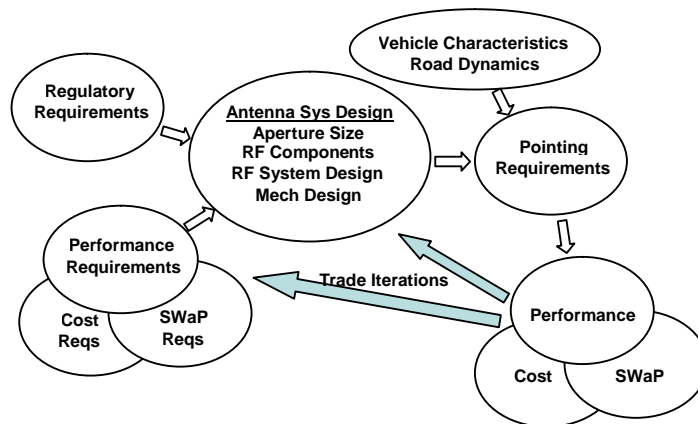 Vehicle Characteristics
Road Dynamics
Regulatory
Requirements
Antenna Sys Design
Aperture Size
RF Components
RF System Design
Mech Design
Pointing
Requirements
Performance
Requirements
Cost
Reqs
SWaP
Reqs
Trade Iterations
Performance
Cost
SWaP